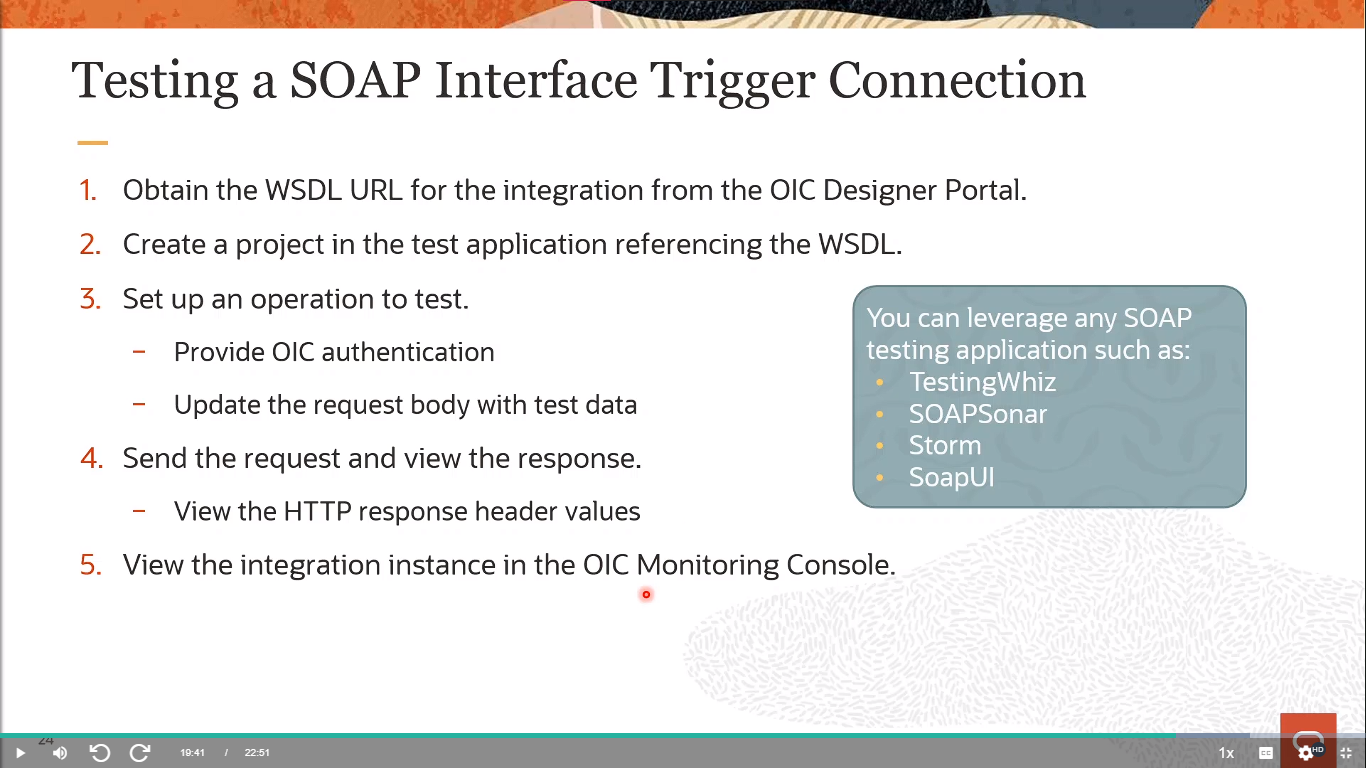 Testing a SOAP Interface Trigger Connection
1. Obtain the WSDL URL for the integration from the OIC Designer Portal.
2. Create a project in the test application referencing the WSDL.
3. Set up an operation to test.
– Provide OIC authentication
– Update the request body with test data
4. Send the request and view the response.
– View the HTTP response header values
5. View the integration instance in the OIC Monitoring Console.
You can leverage any SOAP
testing application such as:
• TestingWhiz
• SOAPSonar
• Storm
• SoapUI
24
19:41 / 22:51
1x
CC
HD